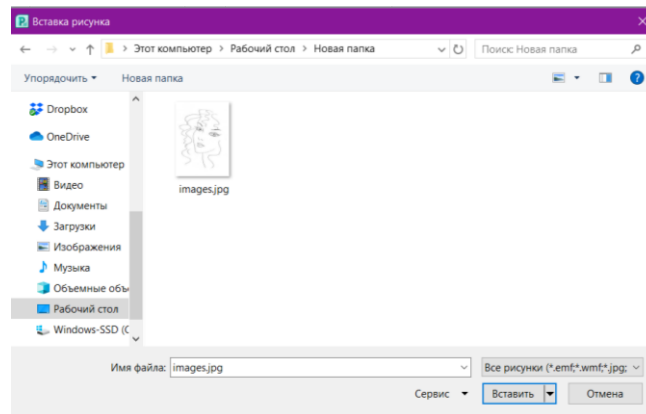 Вставка рисунка
Этот компьютер > Рабочий стол > Новая папка
Поиск: Новая папка
Упорядочить
Новая папка
Dropbox
OneDrive
Этот компьютер
Видео
Документы
Загрузки
Изображения
Музыка
Объемные объ
Рабочий стол
Windows-SSD (C
images.jpg
Имя файла: images.jpg
Все рисунки (*.emf;*.wmf;*.jpg;
Сервис
Вставить
Отмена